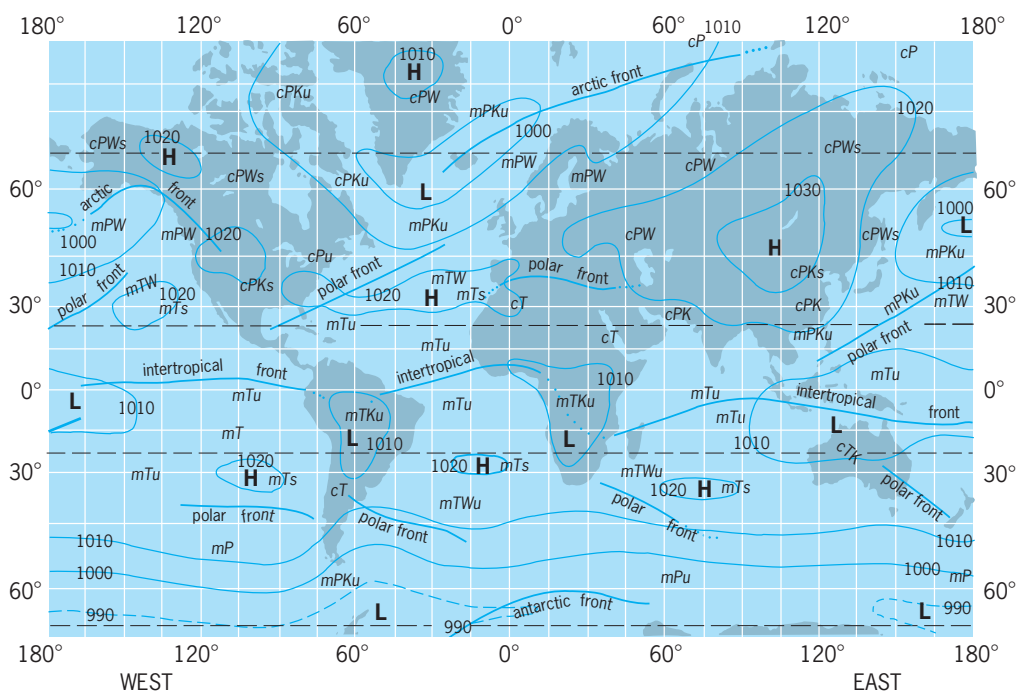 180° 120° 60° 0° 60° 1010 120° 180°
cP cP
1010
H
arctic front
cPKu cPW
mPKu 1020
1000
1020
cPWs cPWs
H mPW cPW
cPWs cPKu mPW
60° arctic front L 1030 60°
1000
mPW mPW 1020 mPKu cPW H cPWs L
1000 mPKu
cPu
1010 polar front mTW polar front cPKs 1010
mTW 1020 cPKs 1020 H mTs mPKu mTW
30° polar front mTs cT cPK cPK 30°
mTu mPKu
cT polar front
mTu
intertropical front intertropical 1010 mTu
0° 0°
L 1010 mTu mTKu mTu mTKu mTu intertropical
mTu front
mT L 1010 L 1010 L
1020 cTK
30° mTu H mTs 1020 H mTs mTWu 1020 H mTs 30°
cT mTWu polar front
polar front polar front polar front
1010 mP 1010
1000 mPKu mPu 1000 mP
60° 60°
990 L antarctic front L 990
990
180° 120° 60° 0° 60° 120° 180°
WEST EAST